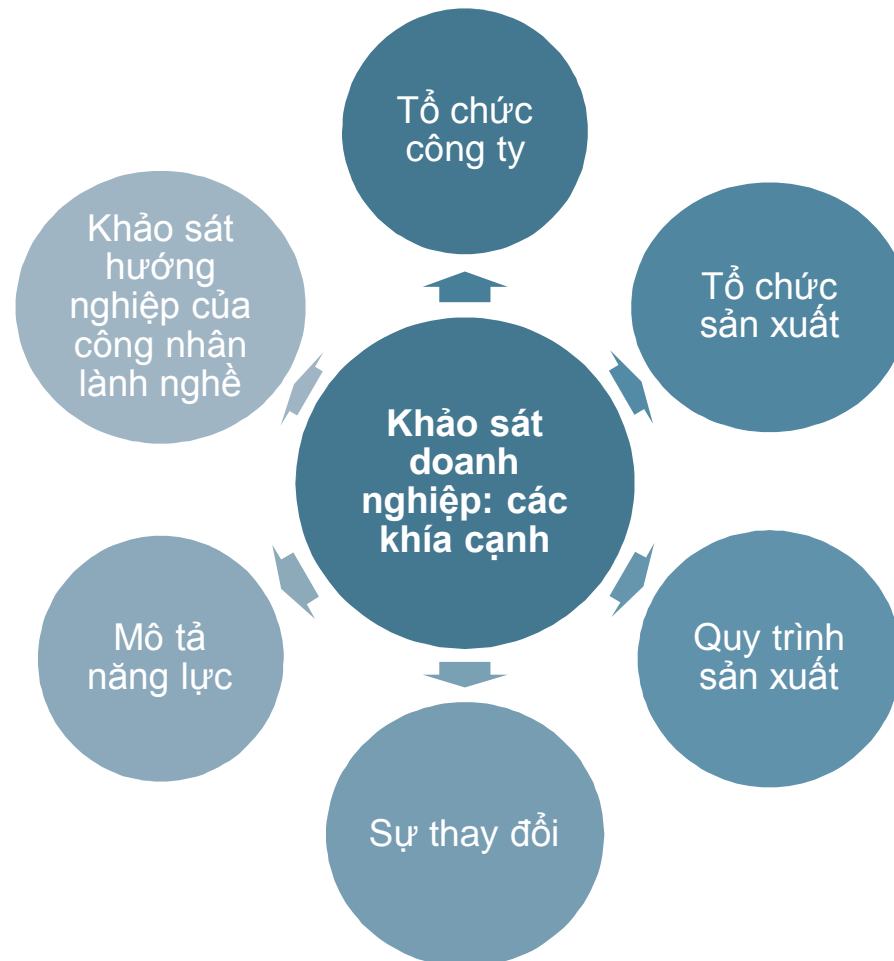 Tổ chức
công ty
Tổ chức
sản xuất
Quy trình
sản xuất
Sự thay đổi
Mô tả
năng lực
Khảo sát
hướng
nghiệp của
công nhân
lành nghề
Khảo sát
doanh
nghiệp: các
khía cạnh